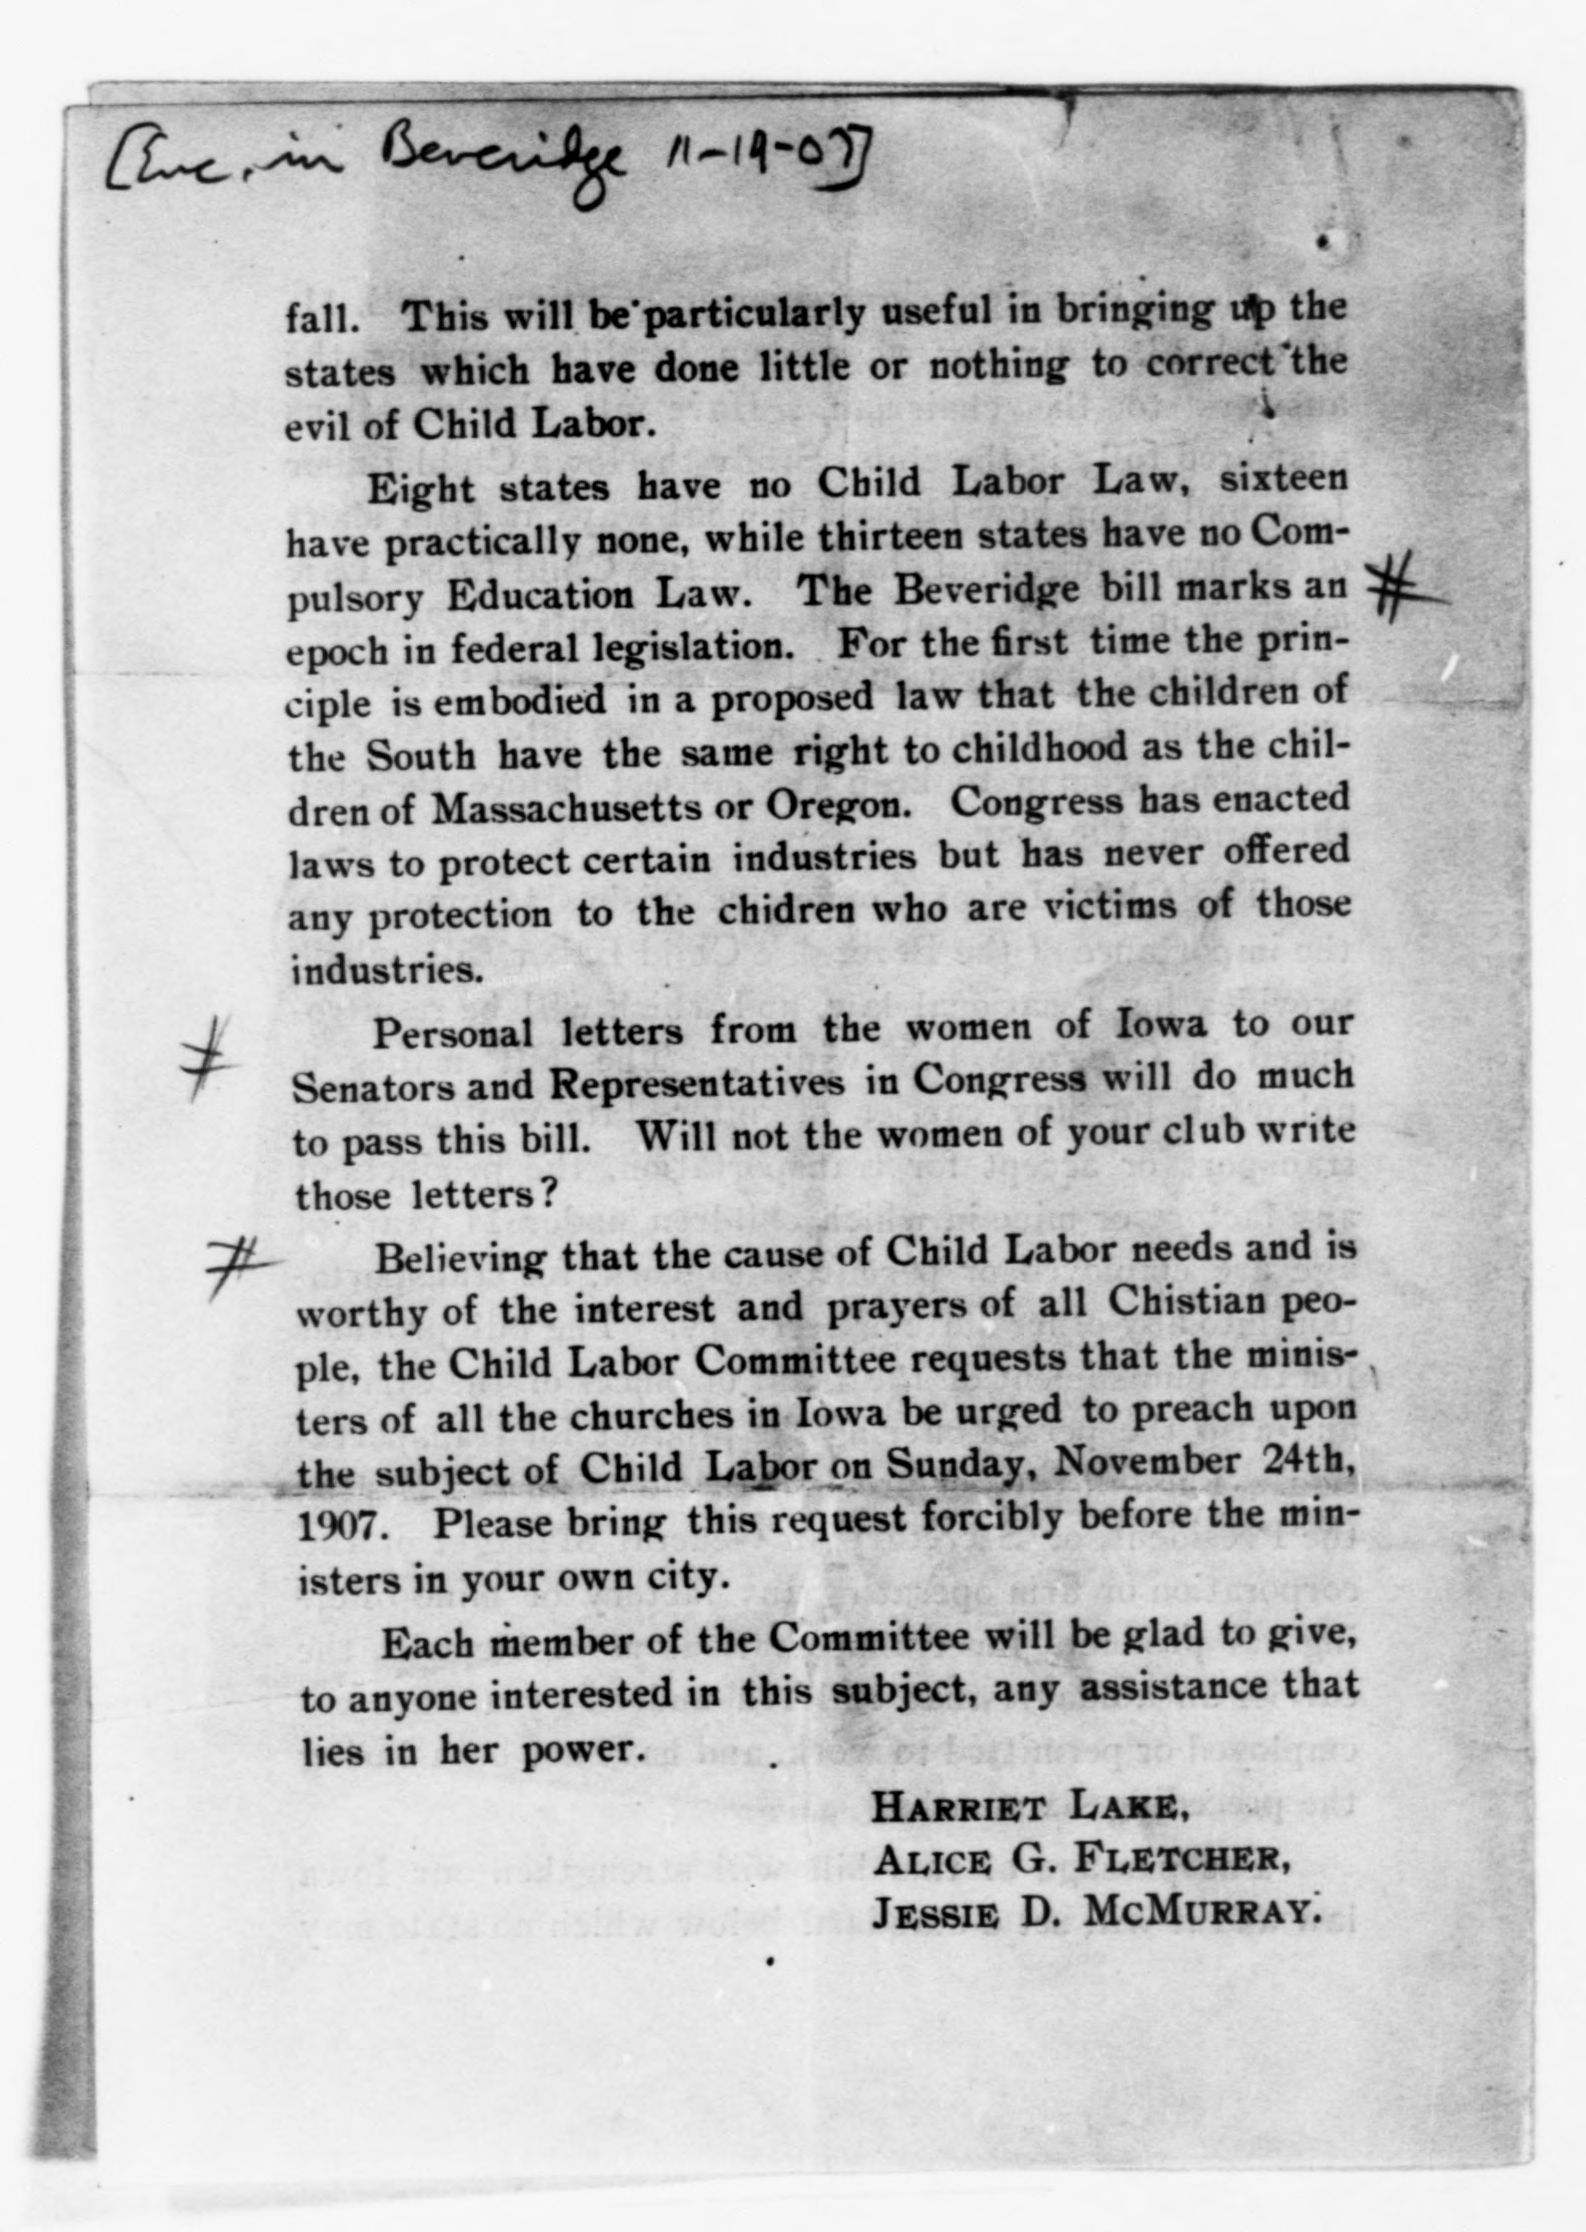 [Enc. in Beveridge 11-19-07]
fall. This will be particularly useful in bringing up the
states which have done little or nothing to correct the
evil of Child Labor.
Eight states have no Child Labor Law, sixteen
have practically none, while thirteen states have no Com-
pulsory Education Law. The Beveridge bill marks an #
epoch in federal legislation. For the first time the prin-
ciple is embodied in a proposed law that the children of
the South have the same right to childhood as the chil-
dren of Massachusetts or Oregon. Congress has enacted
laws to protect certain industries but has never offered
any protection to the chidren who are victims of those
industries.
# Personal letters from the women of Iowa to our
Senators and Representatives in Congress will do much
to pass this bill. Will not the women of your club write
those letters?
# Believing that the cause of Child Labor needs and is
worthy of the interest and prayers of all Chistian peo-
ple, the Child Labor Committee requests that the minis-
ters of all the churches in Iowa be urged to preach upon
the subject of Child Labor on Sunday, November 24th,
1907. Please bring this request forcibly before the min-
isters in your own city.
Each member of the Committee will be glad to give,
to anyone interested in this subject, any assistance that
lies in her power.
HARRIET LAKE,
ALICE G. FLETCHER,
JESSIE D. MCMURRAY.